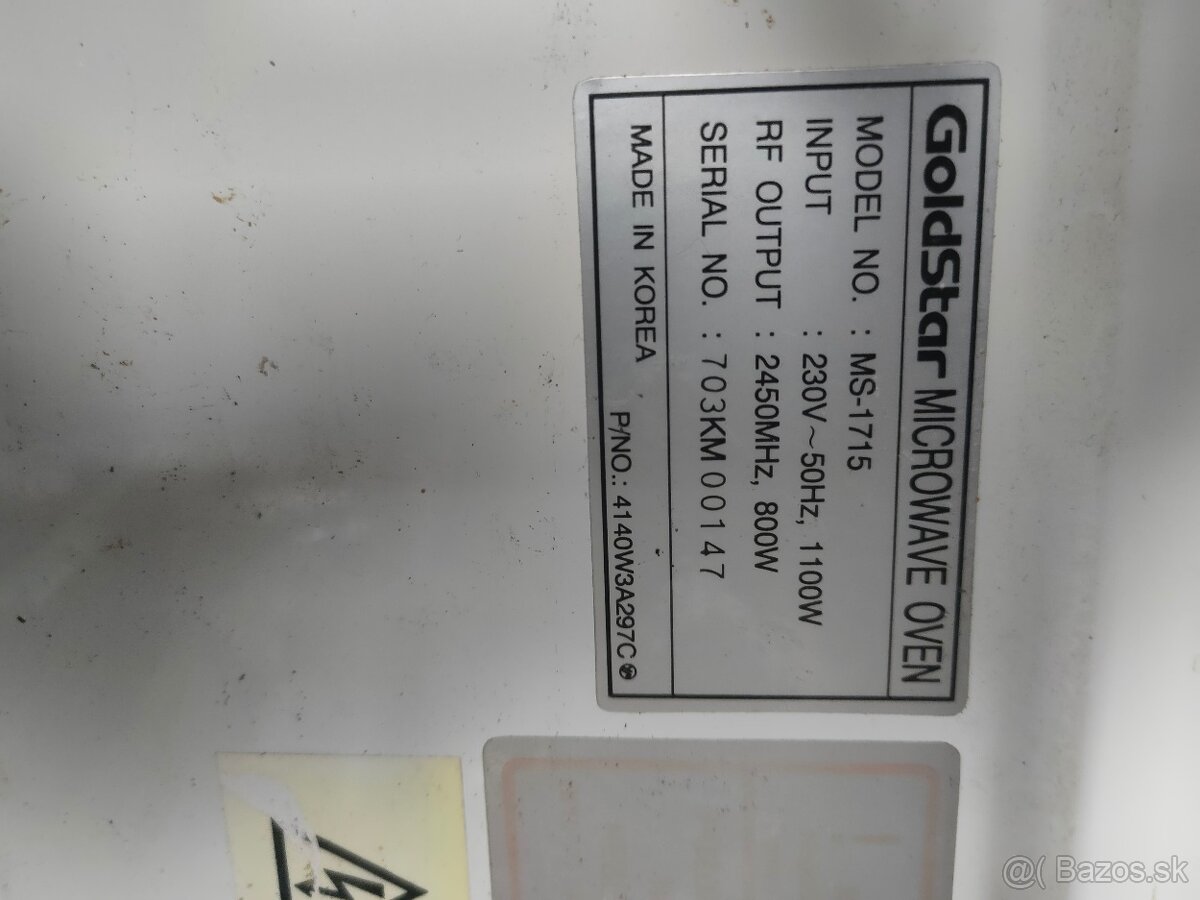 GoldStar MICROWAVE OVEN
MODEL NO. : MS-1715
INPUT : 230V~50Hz, 1100W
RF OUTPUT : 2450MHz, 800W
SERIAL NO. : 703KM00147
MADE IN KOREA
P/NO.: 4140W3A297C
@( Bazos.sk